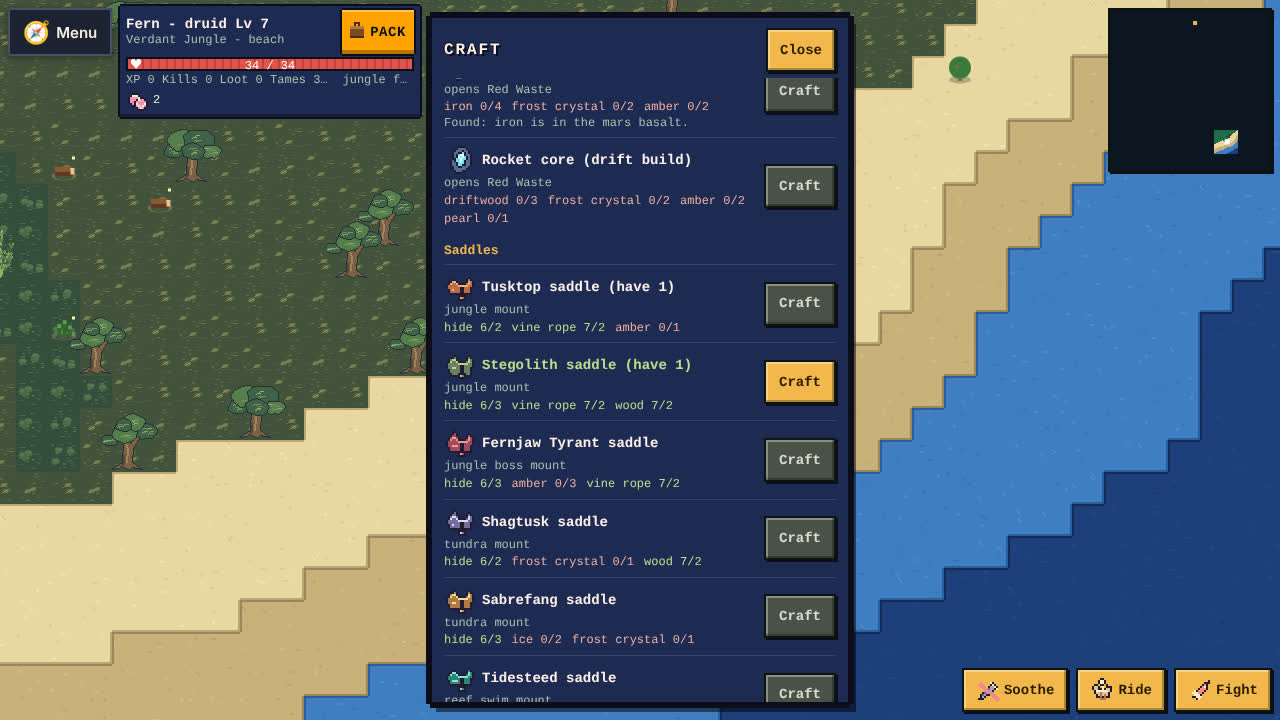 Menu
Fern - druid Lv 7
Verdant Jungle - beach
PACK
34 / 34
XP 0 Kills 0 Loot 0 Tames 3… jungle f…
2
CRAFT
Close
opens Red Waste
iron 0/4 frost crystal 0/2 amber 0/2
Found: iron is in the mars basalt.
Craft
Rocket core (drift build)
opens Red Waste
driftwood 0/3 frost crystal 0/2 amber 0/2
pearl 0/1
Craft
Saddles
Tusktop saddle (have 1)
jungle mount
hide 6/2 vine rope 7/2 amber 0/1
Craft
Stegolith saddle (have 1)
jungle mount
hide 6/3 vine rope 7/2 wood 7/2
Craft
Fernjaw Tyrant saddle
jungle boss mount
hide 6/3 amber 0/3 vine rope 7/2
Craft
Shagtusk saddle
tundra mount
hide 6/2 frost crystal 0/1 wood 7/2
Craft
Sabrefang saddle
tundra mount
hide 6/3 ice 0/2 frost crystal 0/1
Craft
Tidesteed saddle
reef swim mount
Craft
Soothe
Ride
Fight